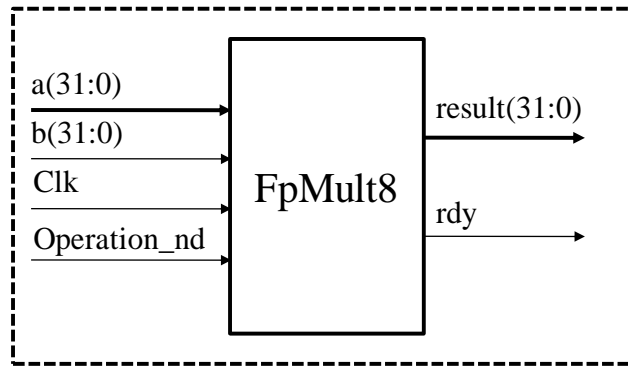 a(31:0)
b(31:0)
Clk
Operation_nd
FpMult8
result(31:0)
rdy